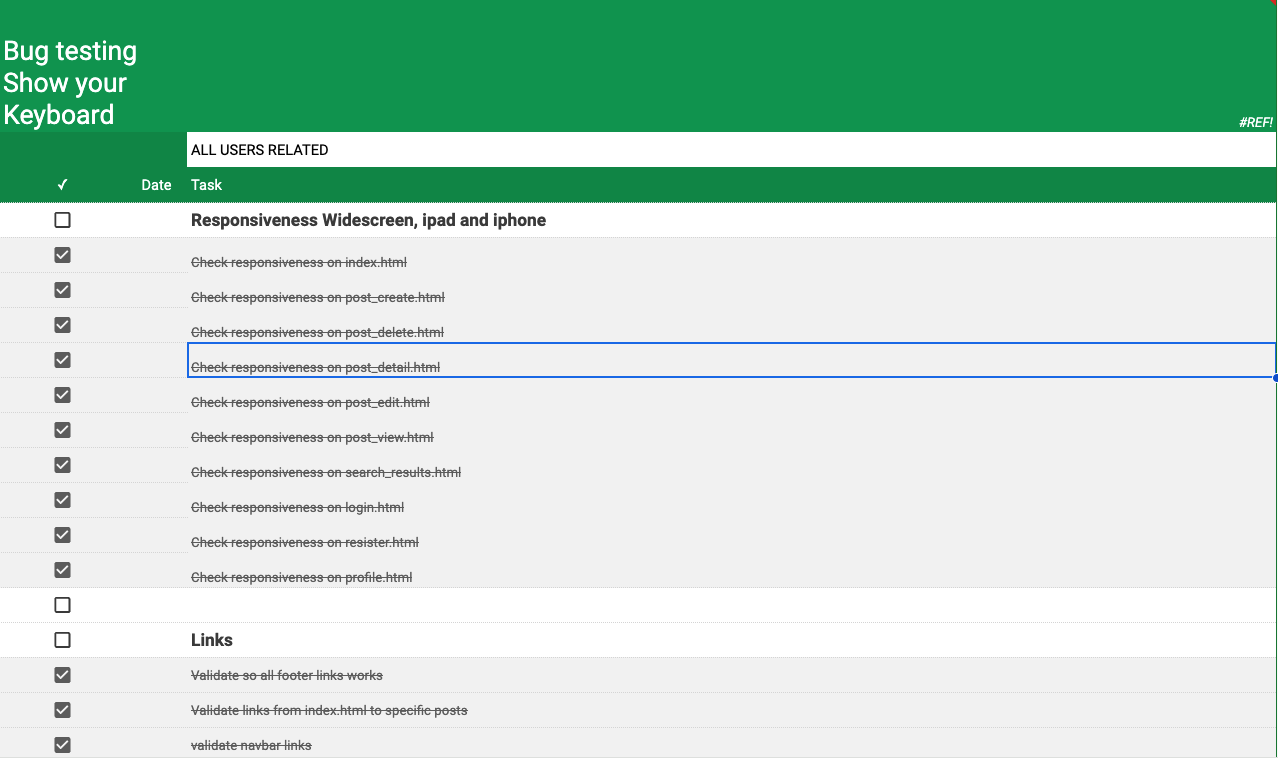 Bug testing
Show your
Keyboard
#REF!
ALL USERS RELATED
✓ Date Task
Responsiveness Widescreen, ipad and iphone
Check responsiveness on index.html
Check responsiveness on post_create.html
Check responsiveness on post_delete.html
Check responsiveness on post_detail.html
Check responsiveness on post_edit.html
Check responsiveness on post_view.html
Check responsiveness on search_results.html
Check responsiveness on login.html
Check responsiveness on resister.html
Check responsiveness on profile.html
Links
Validate so all footer links works
Validate links from index.html to specific posts
validate navbar links